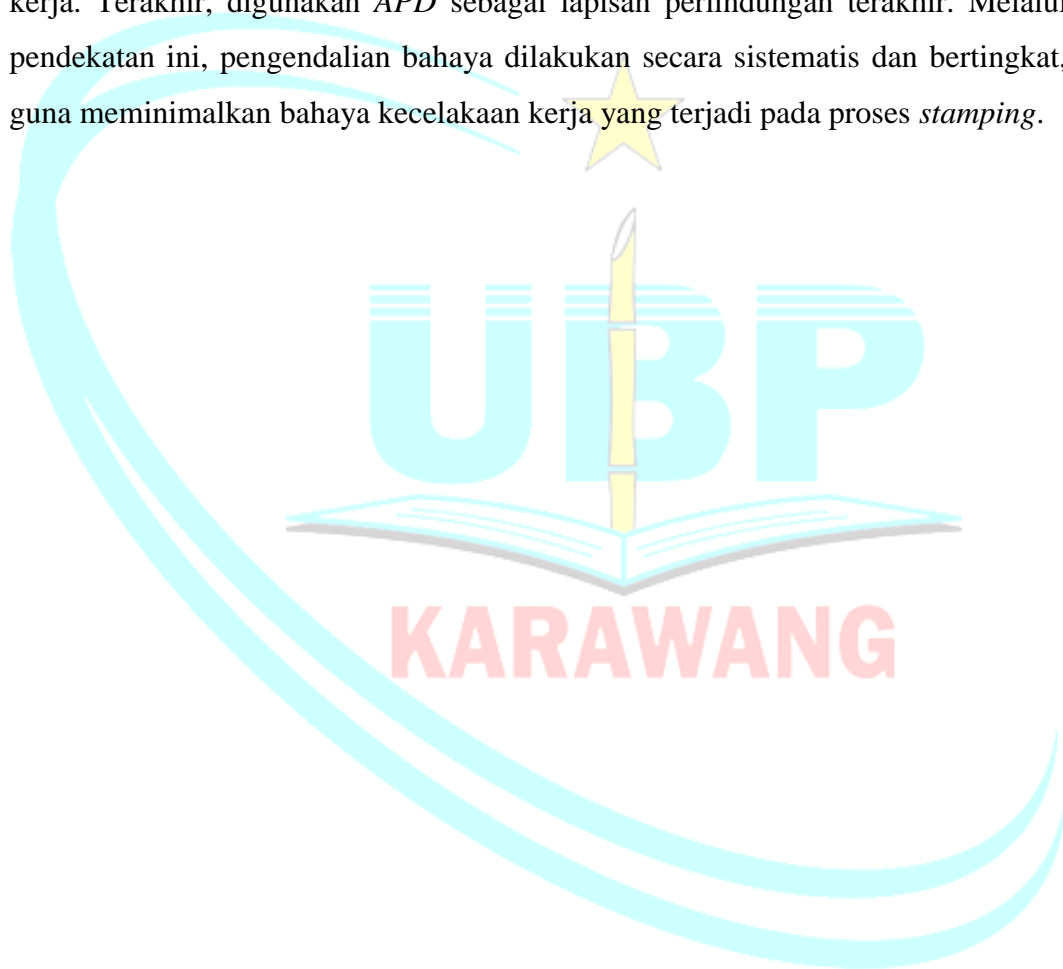 kerja. Terakhir, digunakan APD sebagai lapisan perlindungan terakhir. Melalui
pendekatan ini, pengendalian bahaya dilakukan secara sistematis dan bertingkat,
guna meminimalkan bahaya kecelakaan kerja yang terjadi pada proses stamping.
UBP
KARAWANG